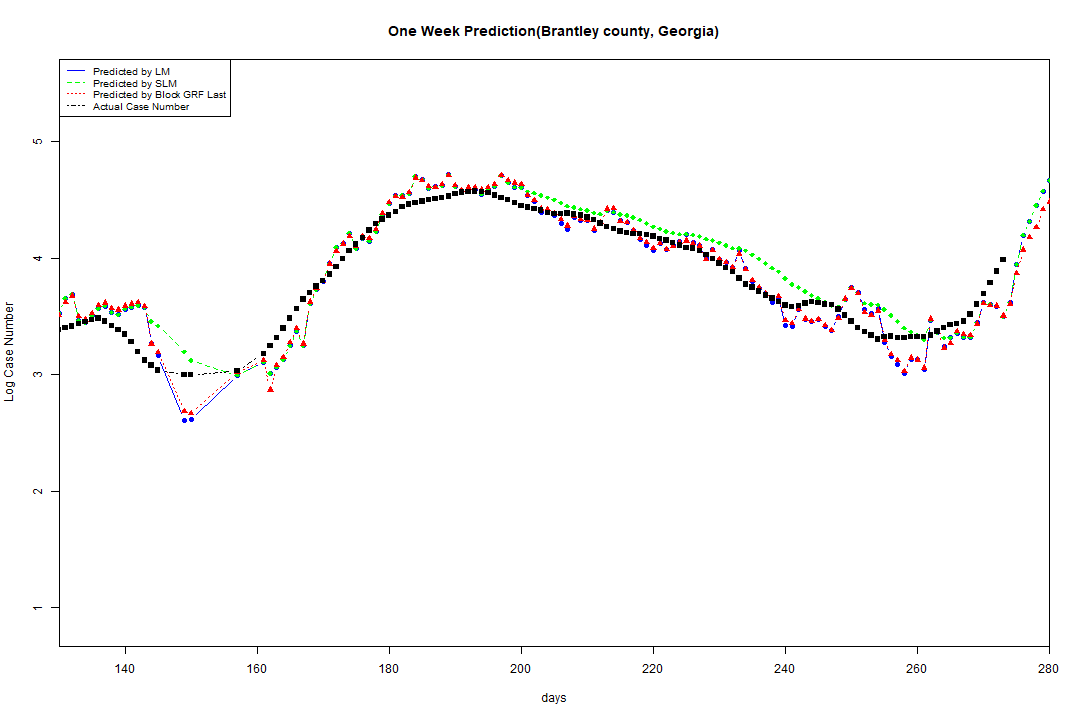 One Week Prediction(Brantley county, Georgia)
Predicted by LM
Predicted by SLM
Predicted by Block GRF Last
Actual Case Number
5
4
3
2
1
Log Case Number
140 160 180 200 220 240 260 280
days